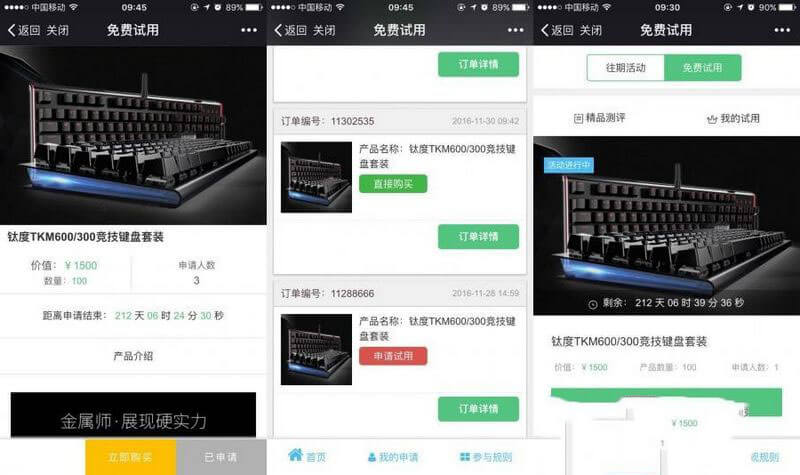 中国移动 09:45 89%
返回 关闭 免费试用
钛度TKM600/300竞技键盘套装
价值：￥1500 申请人数
数量：100 3
距离申请结束：212 天 06 时 24 分 30 秒
产品介绍
金属师·展现硬实力
立即购买 已申请
中国移动 09:45 89%
返回 关闭 免费试用
订单详情
订单编号：11302535 2016-11-30 09:42
产品名称：钛度TKM600/300竞技键
盘套装
直接购买
订单详情
订单编号：11288666 2016-11-28 14:59
产品名称：钛度TKM600/300竞技键
盘套装
申请试用
订单详情
首页 我的申请 参与规则
中国移动 09:30 90%
返回 关闭 免费试用
往期活动 免费试用
精品测评 我的试用
活动进行中
剩余：212 天 06 时 39 分 36 秒
钛度TKM600/300竞技键盘套装
价值：￥1500 产品数量：100 申请人数：1
￥1500
1
规则